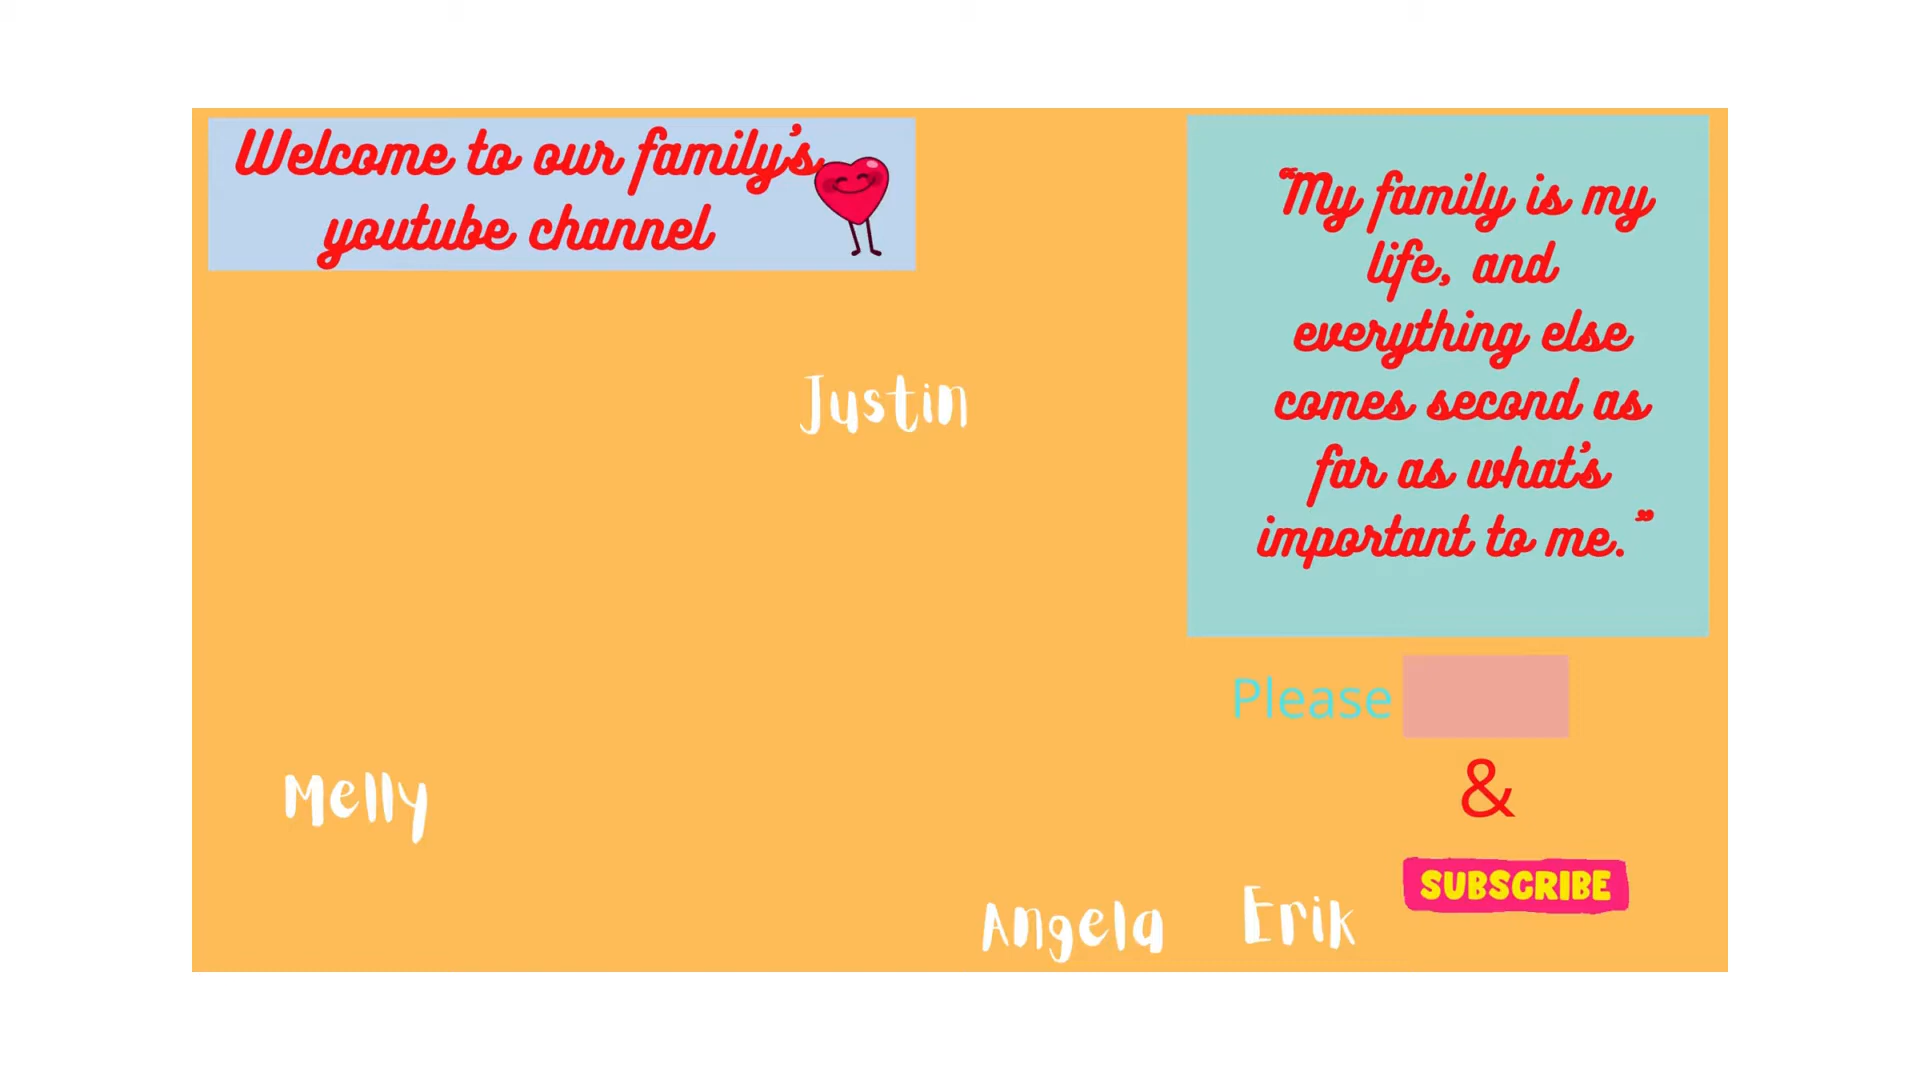 Welcome to our family's
youtube channel
"My family is my
life, and
everything else
comes second as
far as what's
important to me."
Justin
Please
&
Melly
SUBSCRIBE
Angela
Erik